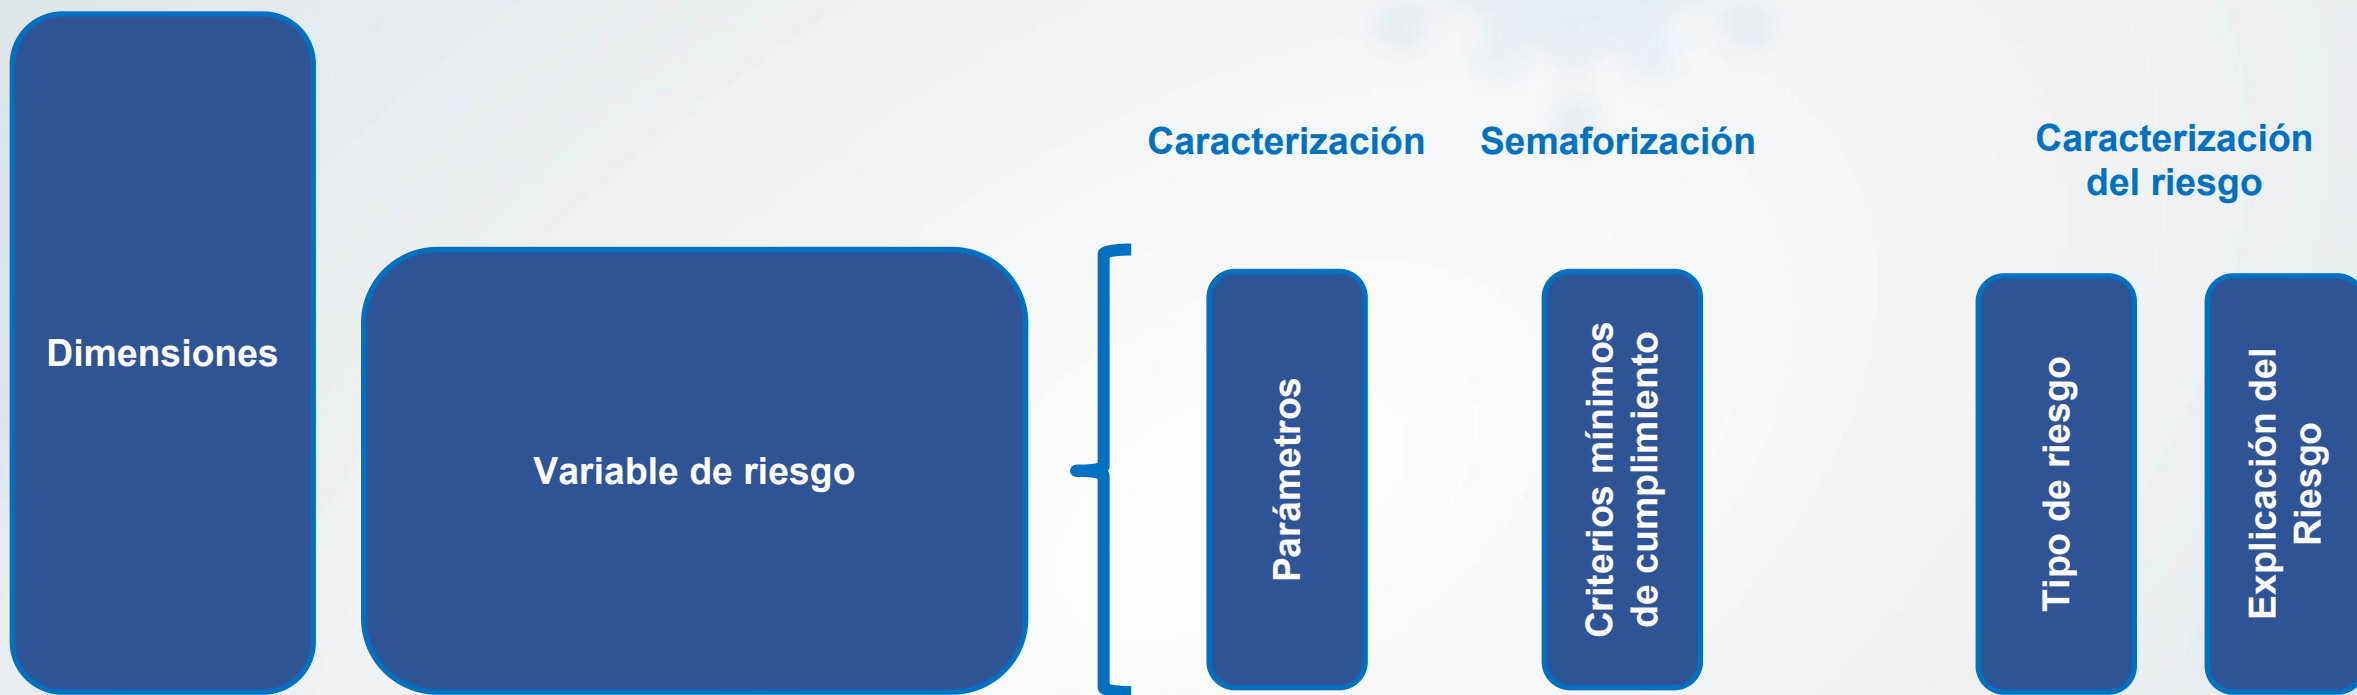 Caracterización
Semaforización
Caracterización
del riesgo
Dimensiones
Variable de riesgo
Parámetros
Criterios mínimos
de cumplimiento
Tipo de riesgo
Explicación del
Riesgo